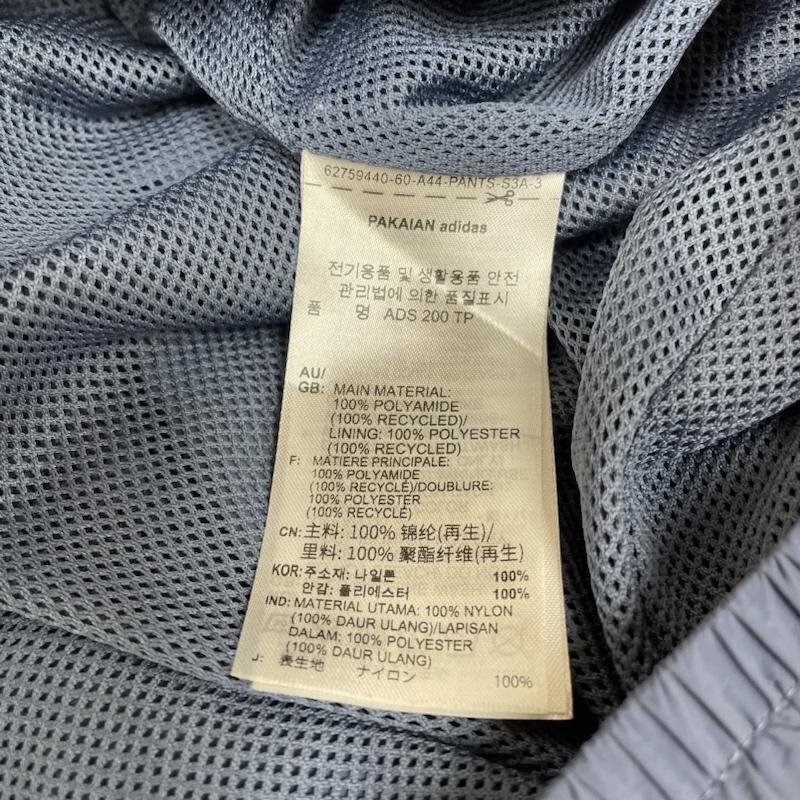 62759440-60-A44-PANTS-S3A-3
PAKAIAN adidas
전기용품 및 생활용품 안전
관리법에 의한 품질표시
품 명 ADS 200 TP
AU/
GB: MAIN MATERIAL:
100% POLYAMIDE
(100% RECYCLED)/
LINING: 100% POLYESTER
(100% RECYCLED)
F: MATIERE PRINCIPALE:
100% POLYAMIDE
(100% RECYCLÉ)/DOUBLURE:
100% POLYESTER
(100% RECYCLÉ)
CN: 主料: 100% 锦纶(再生)/
里料: 100% 聚酯纤维(再生)
KOR: 주소재: 나일론 100%
안감: 폴리에스터 100%
IND: MATERIAL UTAMA: 100% NYLON
(100% DAUR ULANG)/LAPISAN
DALAM: 100% POLYESTER
(100% DAUR ULANG)
J: 表生地 ナイロン 100%